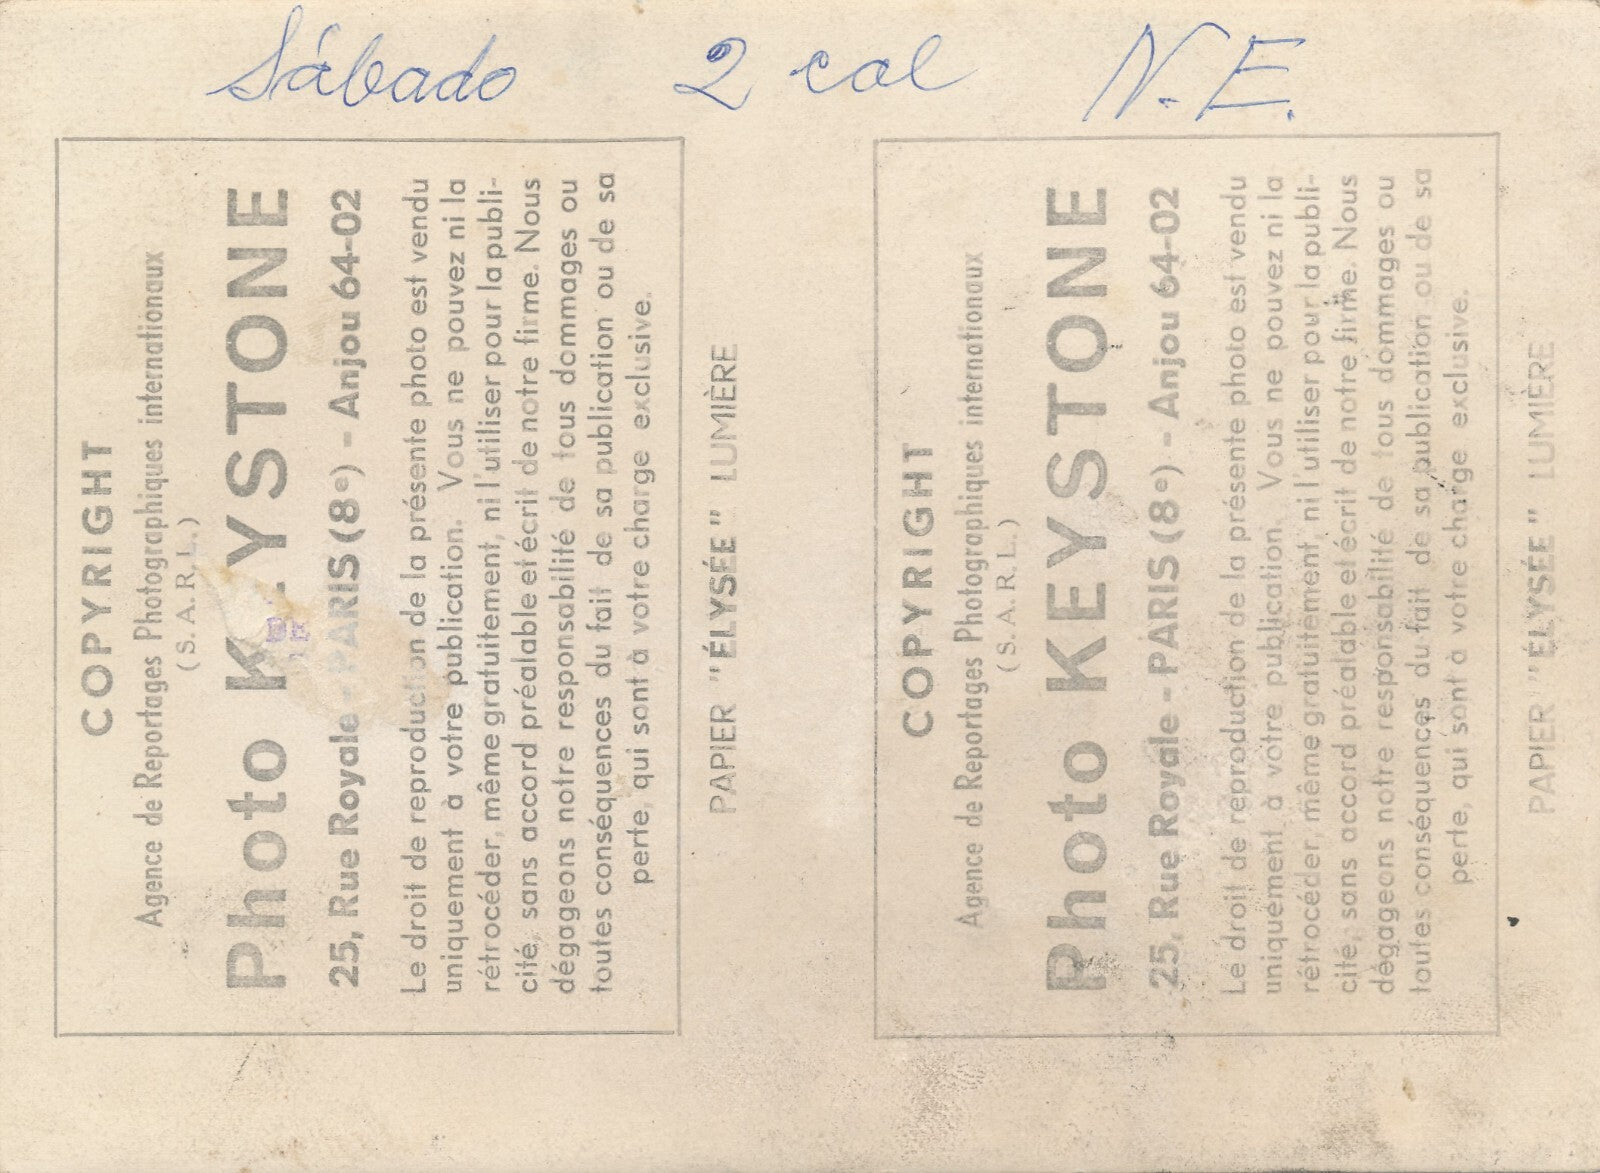 Sábado 2 col N.E.
COPYRIGHT
Agence de Reportages Photographiques internationaux
(S.A.R.L.)
Photo K.YSTONE
25, Rue Royale - PARIS (8e) - Anjou 64-02
Le droit de reproduction de la présente photo est vendu
uniquement à votre publication. Vous ne pouvez ni la
rétrocéder, même gratuitement, ni l'utiliser pour la publi-
cité, sans accord préalable et écrit de notre firme. Nous
dégageons notre responsabilité de tous dommages ou
toutes conséquences du fait de sa publication ou de sa
perte, qui sont à votre charge exclusive.
PAPIER "ÉLYSÉE" LUMIÈRE
COPYRIGHT
Agence de Reportages Photographiques internationaux
(S.A.R.L.)
Photo KEYSTONE
25, Rue Royale - PARIS (8e) - Anjou 64-02
Le droit de reproduction de la présente photo est vendu
uniquement à votre publication. Vous ne pouvez ni la
rétrocéder, même gratuitement, ni l'utiliser pour la publi-
cité, sans accord préalable et écrit de notre firme. Nous
dégageons notre responsabilité de tous dommages ou
toutes conséquences du fait de sa publication ou de sa
perte, qui sont à votre charge exclusive.
PAPIER "ÉLYSÉE" LUMIÈRE